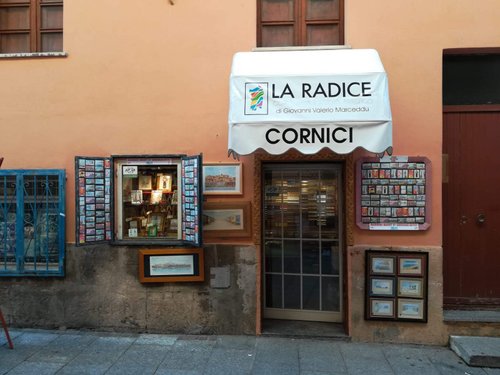 LA RADICE
di Giovanni Valerio Marceddu
CORNICI